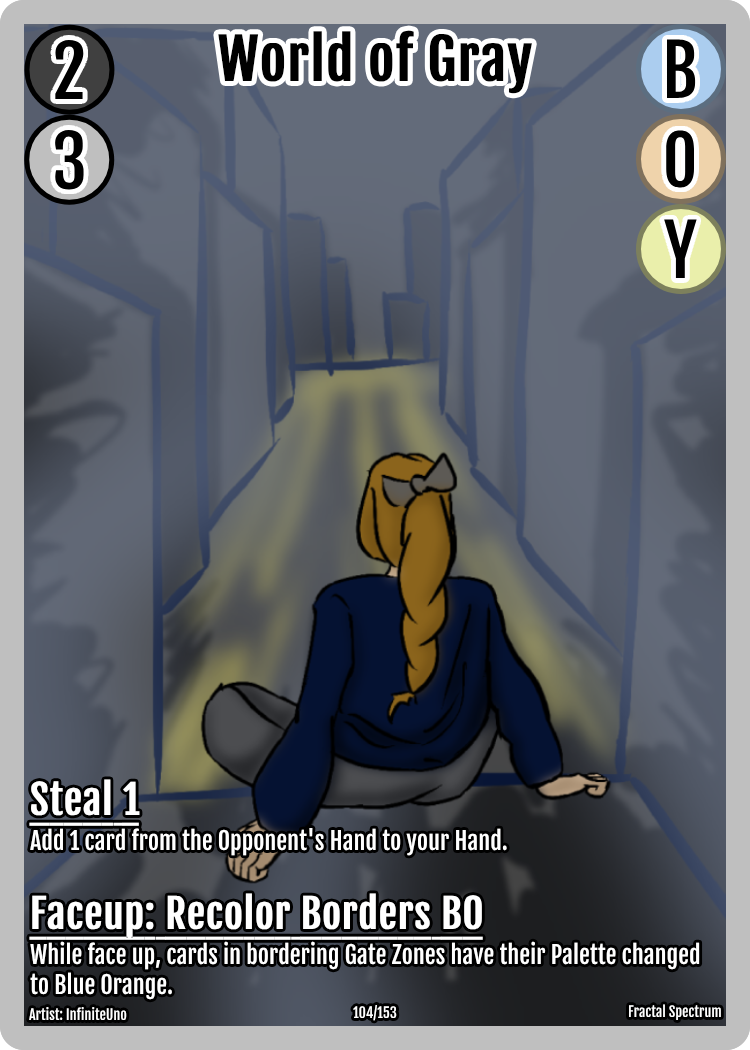 World of Gray
2
3
B
O
Y
Steal 1
Add 1 card from the Opponent's Hand to your Hand.
Faceup: Recolor Borders BO
While face up, cards in bordering Gate Zones have their Palette changed
to Blue Orange.
Artist: InfiniteUno
104/153
Fractal Spectrum